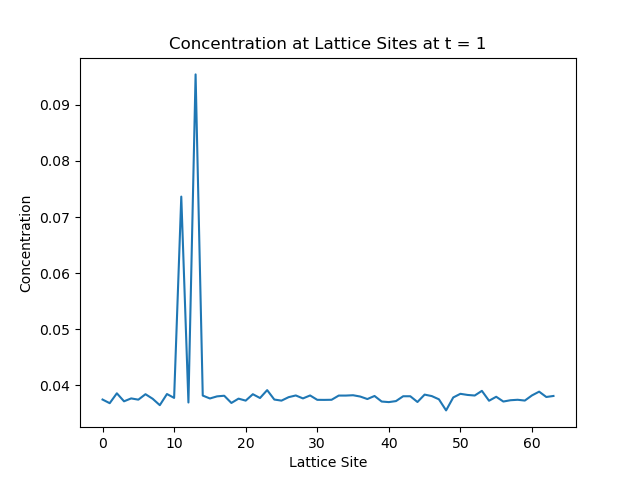 Concentration at Lattice Sites at t = 1
0.09
0.08
0.07
0.06
0.05
0.04
Concentration
0 10 20 30 40 50 60
Lattice Site